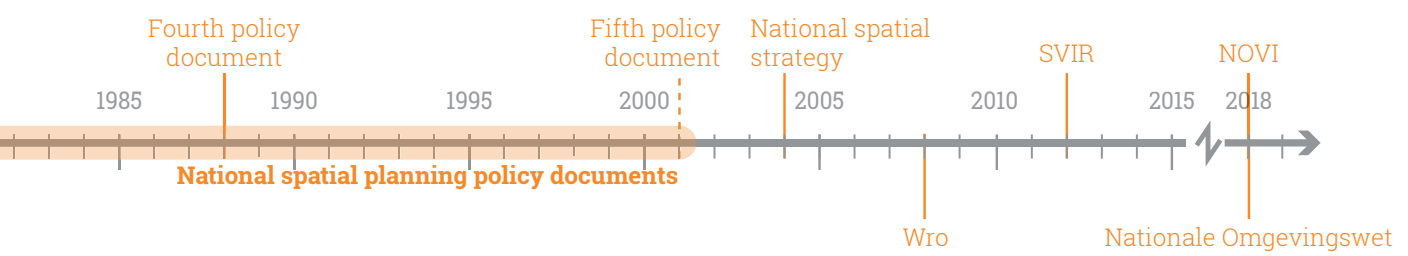 Fourth policy
document
Fifth policy
document
National spatial
strategy
SVIR
NOVI
1985
1990
1995
2000
2005
2010
2015
2018
National spatial planning policy documents
Wro
Nationale Omgevingswet